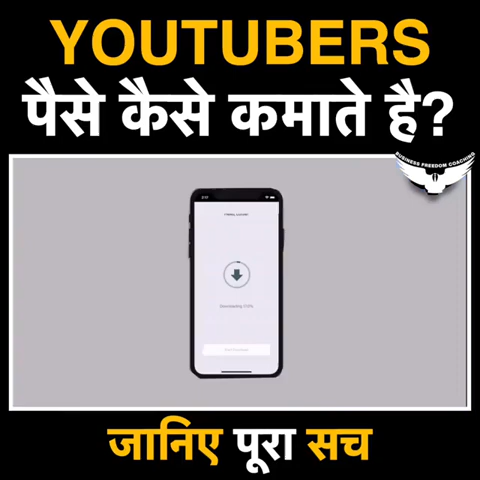 YOUTUBERS
पैसे कैसे कमाते है?
BUSINESS FREEDOM COACHING
जानिए पूरा सच